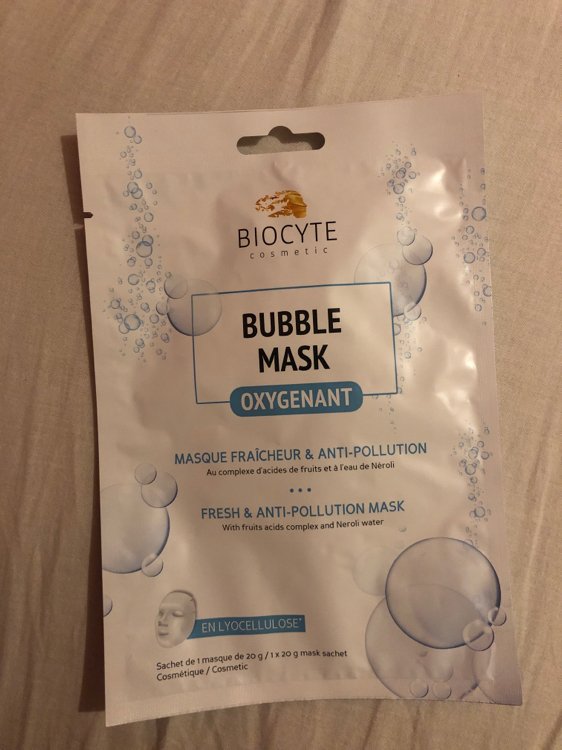 BIOCYTE
cosmetic
BUBBLE
MASK
OXYGENANT
MASQUE FRAÎCHEUR & ANTI-POLLUTION
Au complexe d'acides de fruits et à l'eau de Néroli
FRESH & ANTI-POLLUTION MASK
With fruits acids complex and Neroli water
EN LYOCELLULOSE*
Sachet de 1 masque de 20 g / 1 x 20 g mask sachet
Cosmétique / Cosmetic